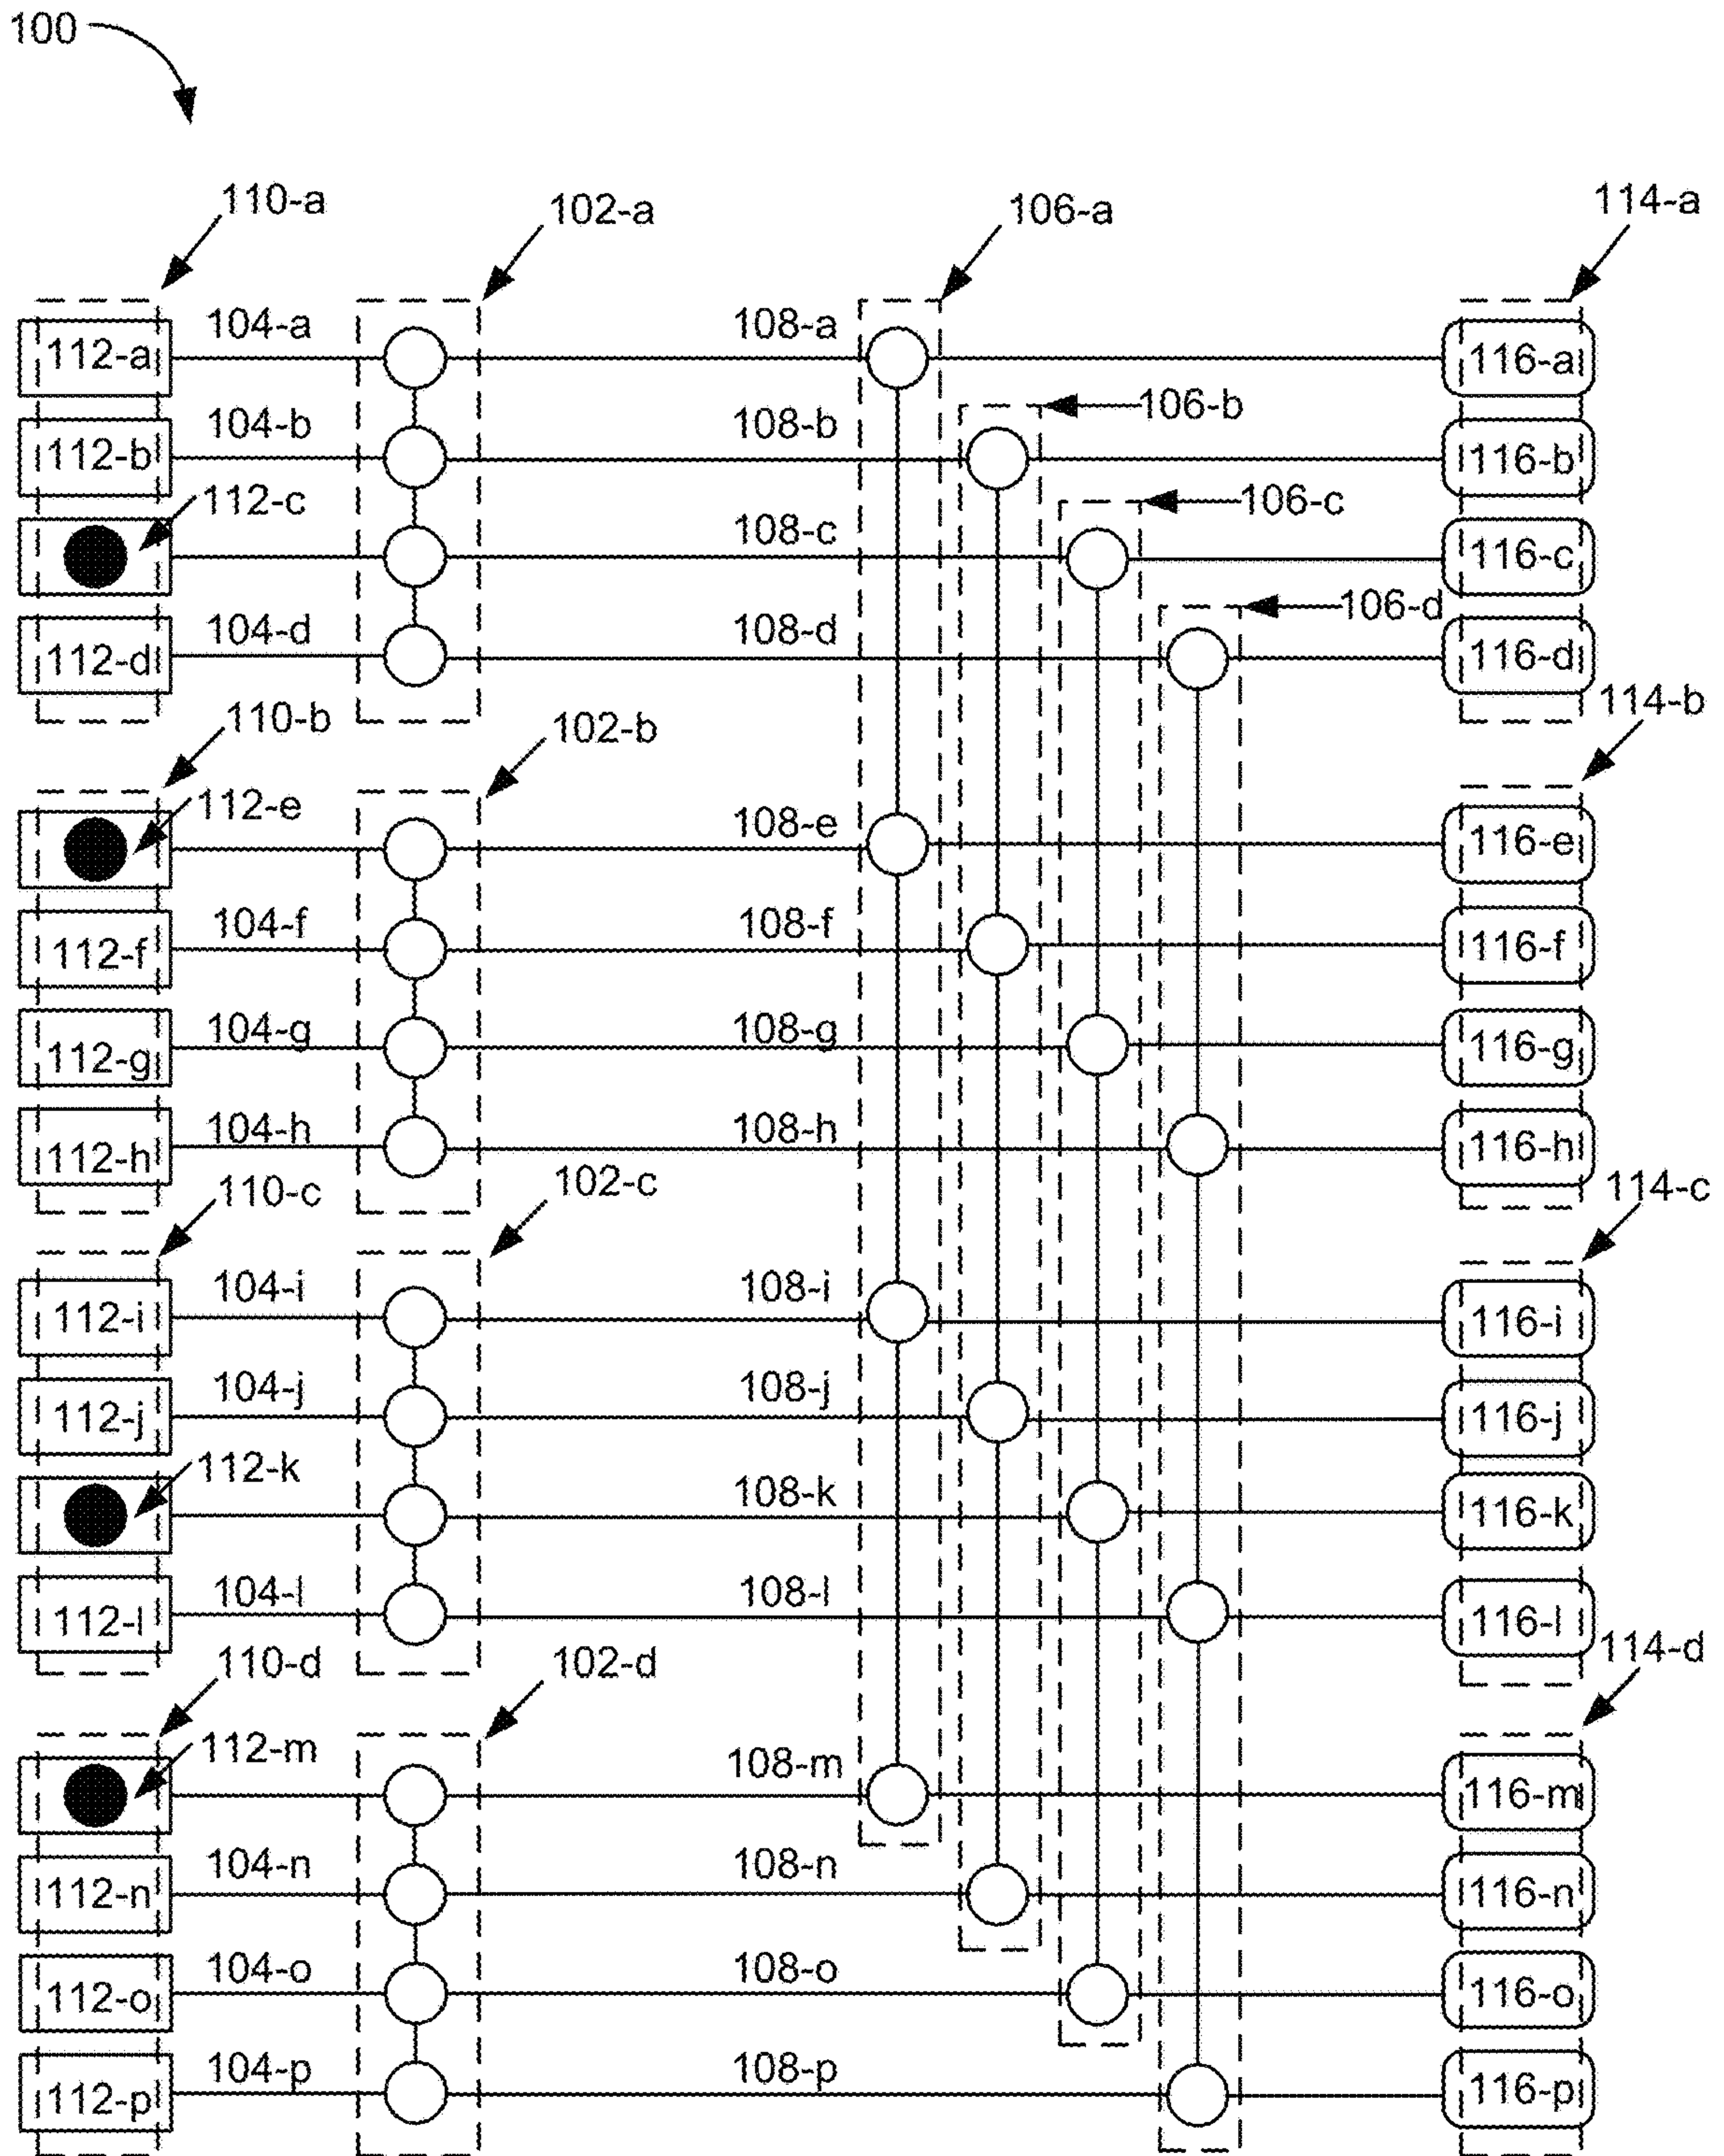 100
110-a 102-a 106-a 114-a
112-a 104-a 108-a 116-a
106-b
112-b 104-b 108-b 116-b
112-c 108-c 106-c 116-c
112-d 104-d 108-d 106-d 116-d
110-b 102-b 114-b
112-e 108-e 116-e
112-f 104-f 108-f 116-f
112-g 104-g 108-g 116-g
112-h 104-h 108-h 116-h
110-c 102-c 114-c
112-i 104-i 108-i 116-i
112-j 104-j 108-j 116-j
112-k 108-k 116-k
112-l 104-l 108-l 116-l
110-d 102-d 114-d
112-m 108-m 116-m
112-n 104-n 108-n 116-n
112-o 104-o 108-o 116-o
112-p 104-p 108-p 116-p